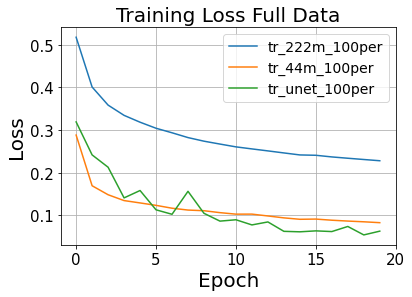 Training Loss Full Data
tr_222m_100per
tr_44m_100per
tr_unet_100per
Loss
0.5
0.4
0.3
0.2
0.1
0 5 10 15 20
Epoch